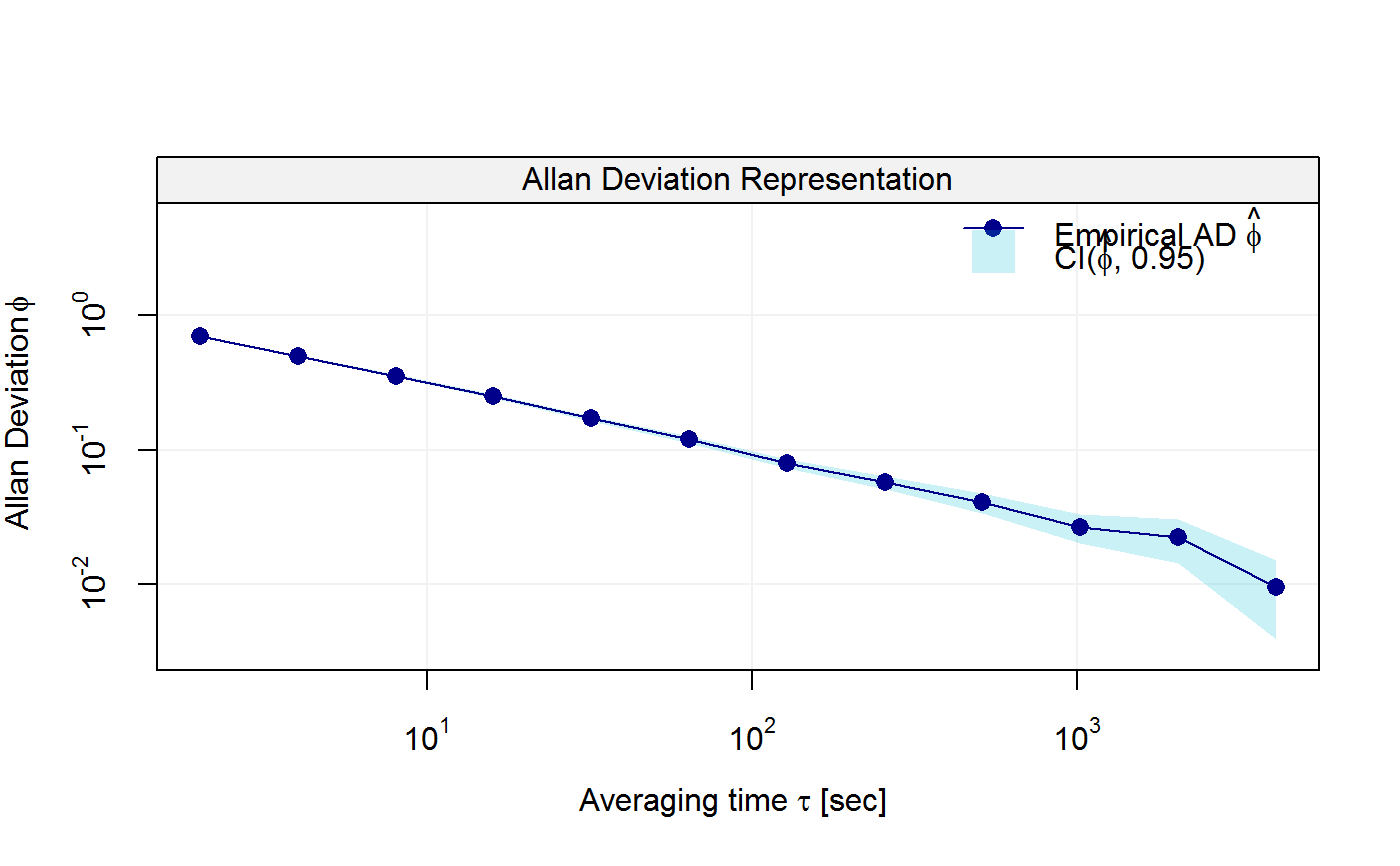 Allan Deviation Representation
Empirical AD ϕ̂
CI(ϕ̂, 0.95)
Allan Deviation ϕ
10⁰
10⁻¹
10⁻²
10¹ 10² 10³
Averaging time τ [sec]